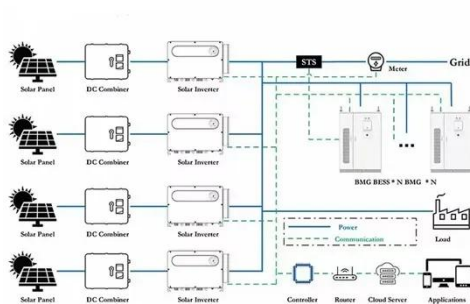 STS
Meter
Grid
Solar Panel DC Combiner Solar Inverter
Solar Panel DC Combiner Solar Inverter
BMG BESS * N BMG * N
Solar Panel DC Combiner Solar Inverter
Power
Communication
Load
Solar Panel DC Combiner Solar Inverter
Controller Router Cloud Server Applications